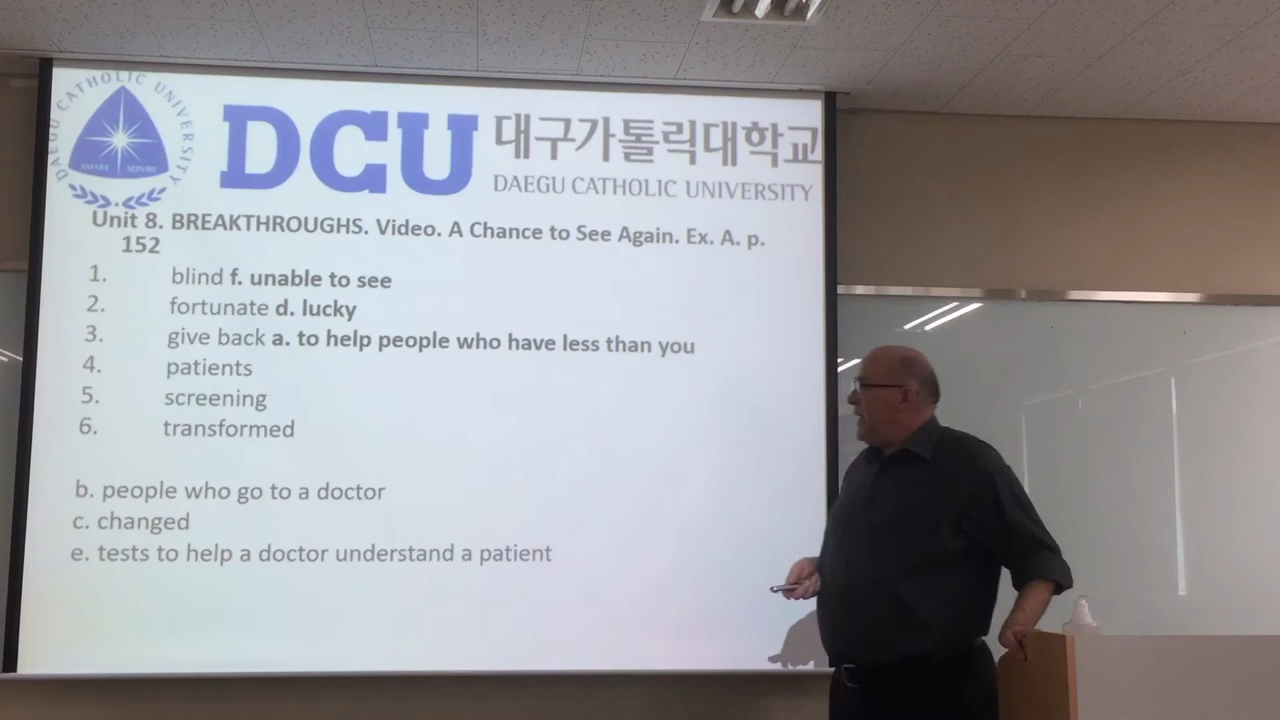 DAEGU CATHOLIC UNIVERSITY
AMARE SERVIRE
DCU 대구가톨릭대학교
DAEGU CATHOLIC UNIVERSITY
Unit 8. BREAKTHROUGHS. Video. A Chance to See Again. Ex. A. p.
152
1. blind f. unable to see
2. fortunate d. lucky
3. give back a. to help people who have less than you
4. patients
5. screening
6. transformed
b. people who go to a doctor
c. changed
e. tests to help a doctor understand a patient